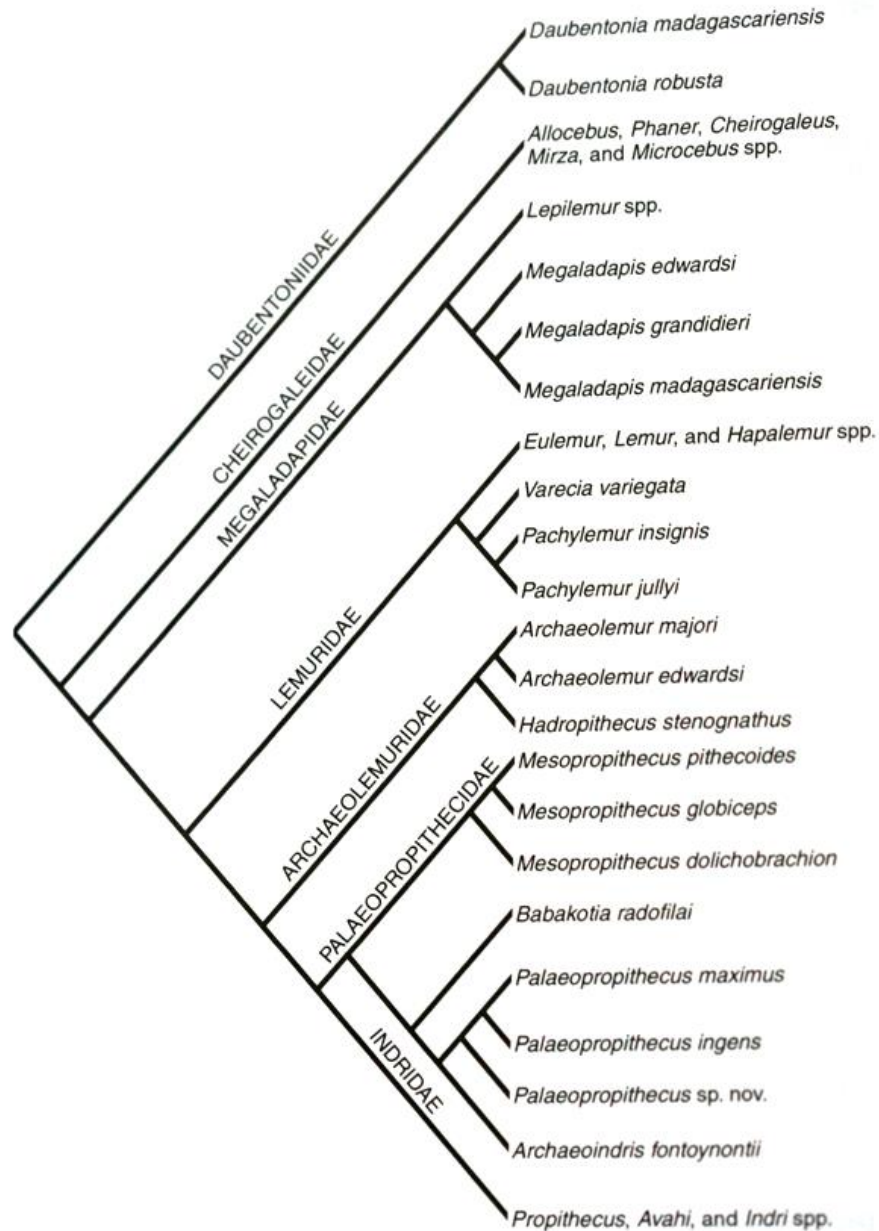 Daubentonia madagascariensis
Daubentonia robusta
Allocebus, Phaner, Cheirogaleus,
Mirza, and Microcebus spp.
Lepilemur spp.
Megaladapis edwardsi
Megaladapis grandidieri
Megaladapis madagascariensis
Eulemur, Lemur, and Hapalemur spp.
Varecia variegata
Pachylemur insignis
Pachylemur jullyi
Archaeolemur majori
Archaeolemur edwardsi
Hadropithecus stenognathus
Mesopropithecus pithecoides
Mesopropithecus globiceps
Mesopropithecus dolichobrachion
Babakotia radofilai
Palaeopropithecus maximus
Palaeopropithecus ingens
Palaeopropithecus sp. nov.
Archaeoindris fontoynontii
Propithecus, Avahi, and Indri spp.
DAUBENTONIIDAE
CHEIROGALEIDAE
MEGALADAPIDAE
LEMURIDAE
ARCHAEOLEMURIDAE
PALAEOPROPITHECIDAE
INDRIDAE